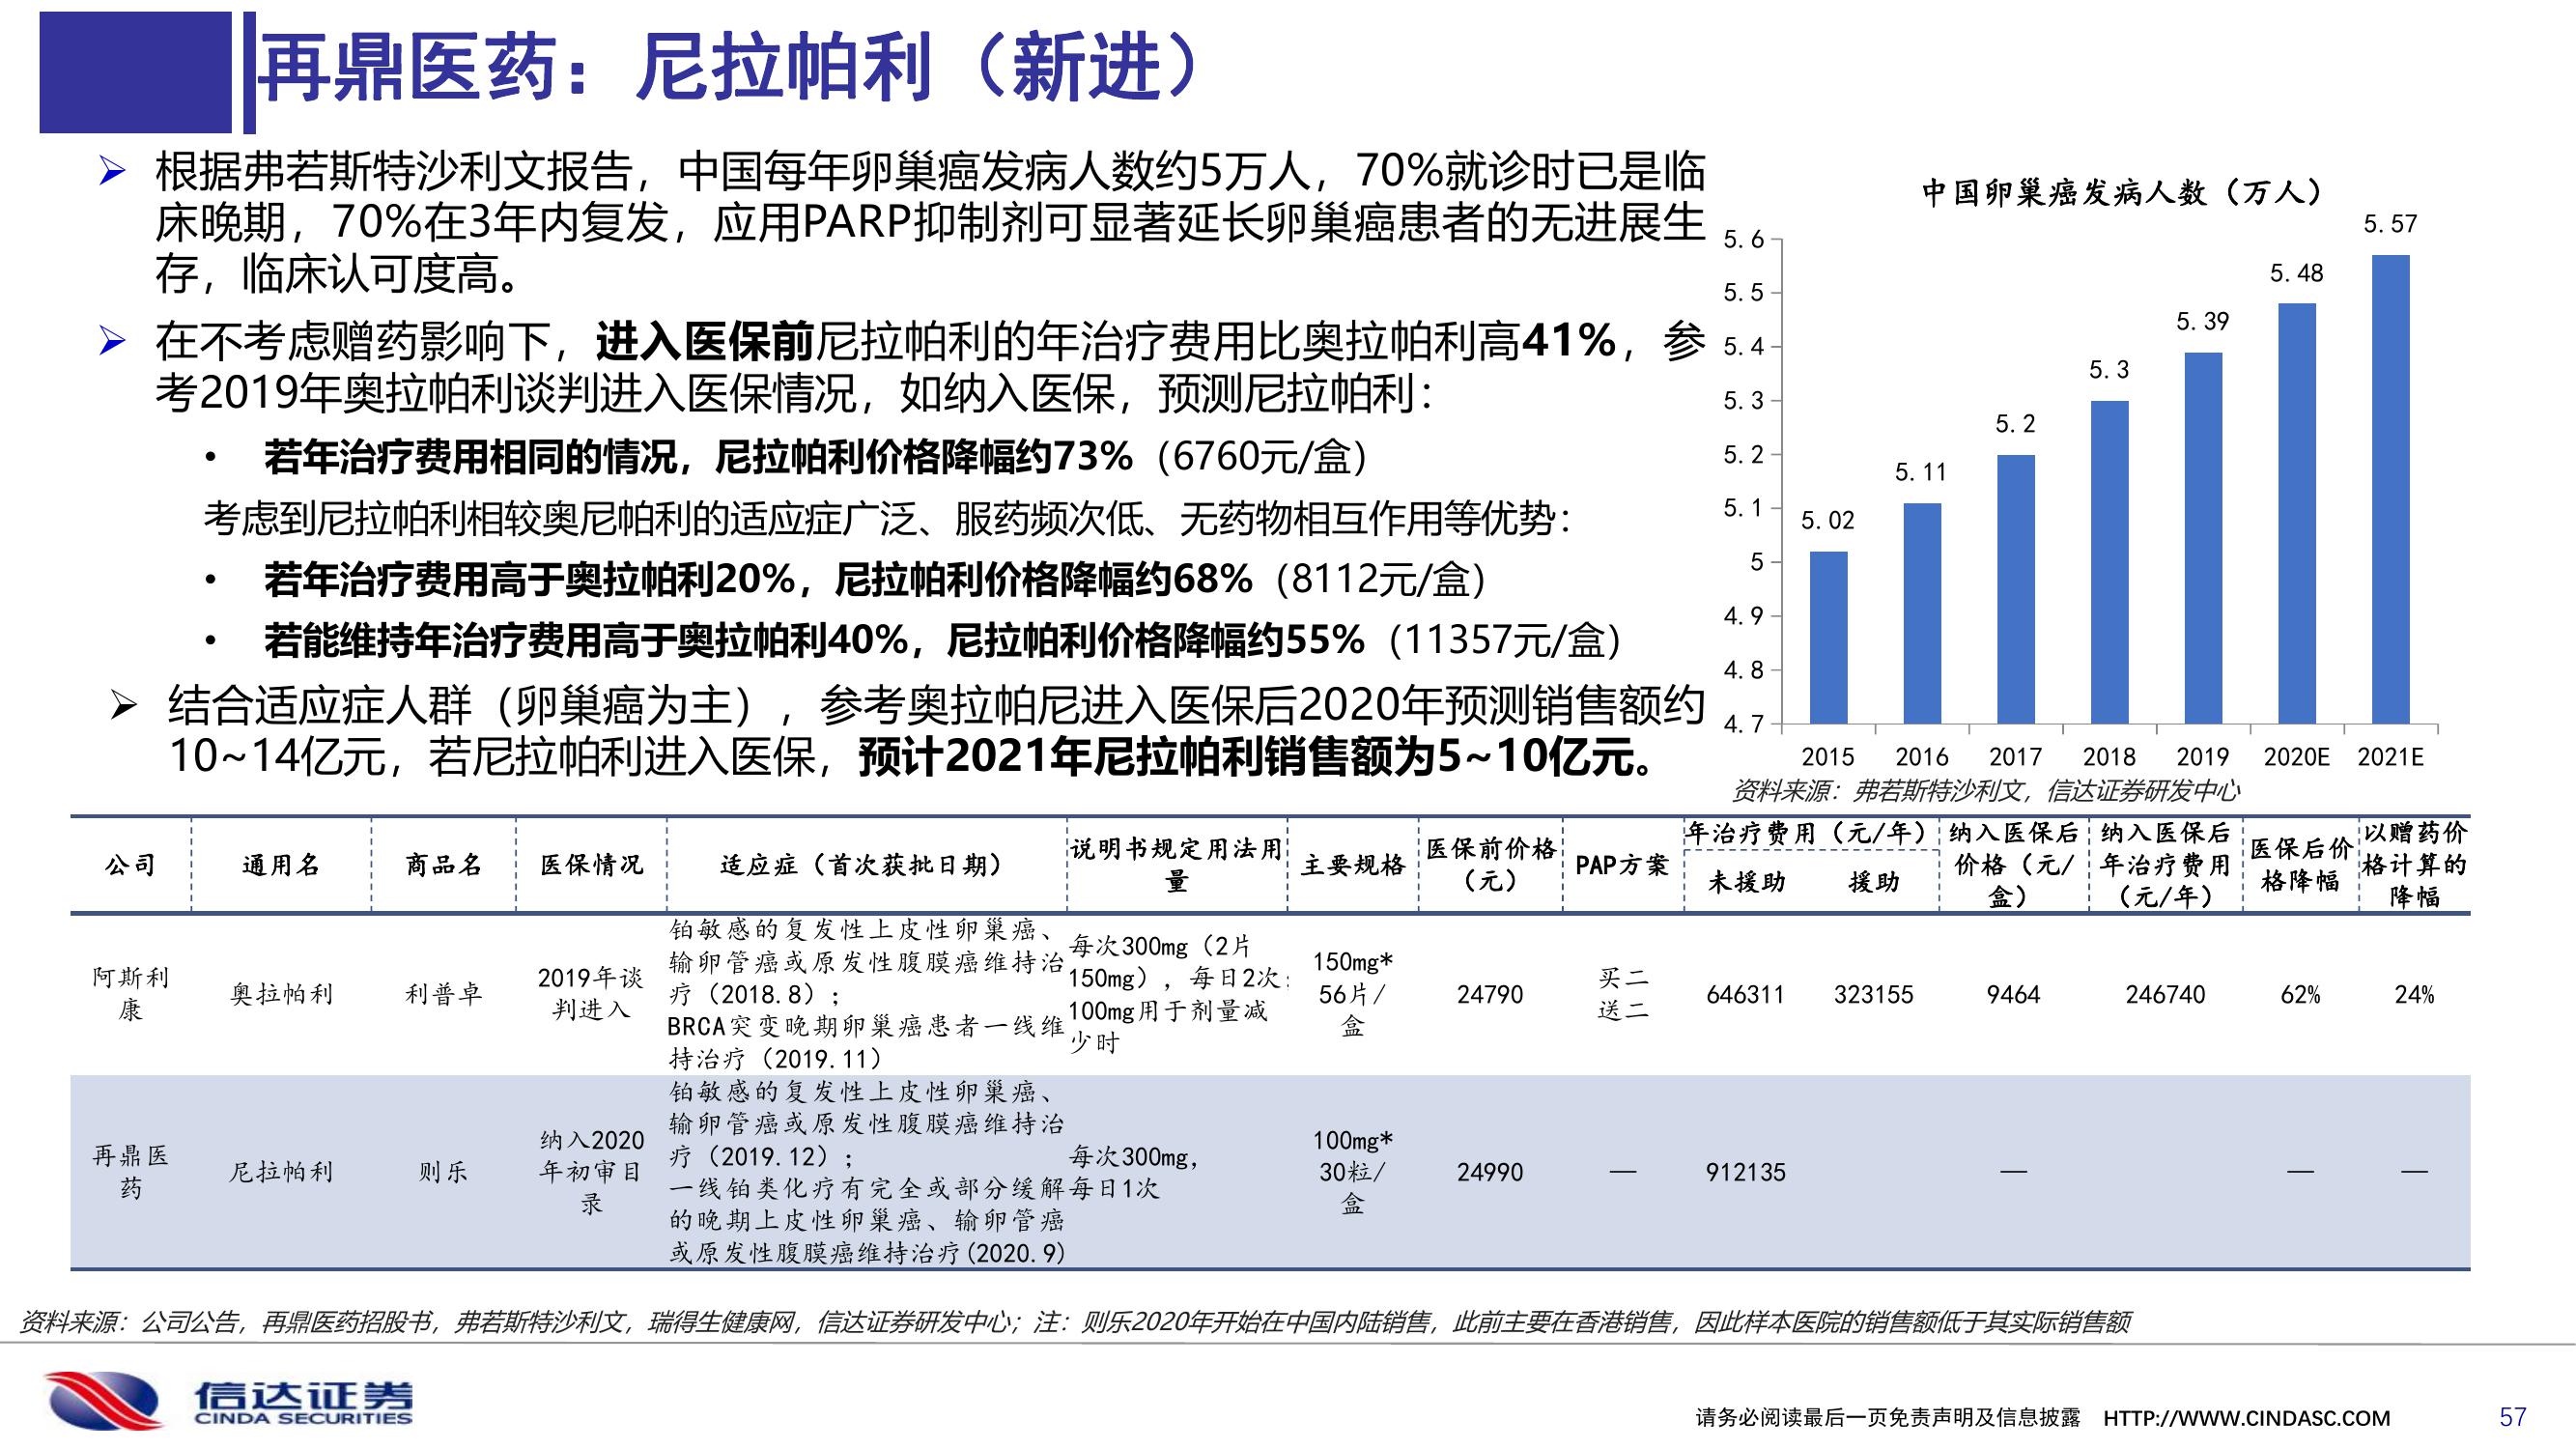 再鼎医药：尼拉帕利（新进）
根据弗若斯特沙利文报告，中国每年卵巢癌发病人数约5万人，70%就诊时已是临
床晚期，70%在3年内复发，应用PARP抑制剂可显著延长卵巢癌患者的无进展生
存，临床认可度高。
在不考虑赠药影响下，进入医保前尼拉帕利的年治疗费用比奥拉帕利高41%，参
考2019年奥拉帕利谈判进入医保情况，如纳入医保，预测尼拉帕利：
• 若年治疗费用相同的情况，尼拉帕利价格降幅约73%（6760元/盒）
考虑到尼拉帕利相较奥尼帕利的适应症广泛、服药频次低、无药物相互作用等优势：
• 若年治疗费用高于奥拉帕利20%，尼拉帕利价格降幅约68%（8112元/盒）
• 若能维持年治疗费用高于奥拉帕利40%，尼拉帕利价格降幅约55%（11357元/盒）
结合适应症人群（卵巢癌为主），参考奥拉帕尼进入医保后2020年预测销售额约
10~14亿元，若尼拉帕利进入医保，预计2021年尼拉帕利销售额为5~10亿元。
中国卵巢癌发病人数（万人）
5.6
5.5
5.4
5.3
5.2
5.1
5
4.9
4.8
4.7
5.02
5.11
5.2
5.3
5.39
5.48
5.57
2015 2016 2017 2018 2019 2020E 2021E
资料来源：弗若斯特沙利文，信达证券研发中心
公司
通用名
商品名
医保情况
适应症（首次获批日期）
说明书规定用法用
量
主要规格
医保前价格
（元）
PAP方案
年治疗费用（元/年）
未援助 援助
纳入医保后
价格（元/
盒）
纳入医保后
年治疗费用
（元/年）
医保后价
格降幅
以赠药价
格计算的
降幅
阿斯利
康
奥拉帕利
利普卓
2019年谈
判进入
铂敏感的复发性上皮性卵巢癌、
输卵管癌或原发性腹膜癌维持治
疗（2018.8）；
BRCA突变晚期卵巢癌患者一线维
持治疗（2019.11）
每次300mg（2片
150mg），每日2次；
100mg用于剂量减
少时
150mg*
56片/
盒
24790
买二
送二
646311
323155
9464
246740
62%
24%
再鼎医
药
尼拉帕利
则乐
纳入2020
年初审目
录
铂敏感的复发性上皮性卵巢癌、
输卵管癌或原发性腹膜癌维持治
疗（2019.12）；
一线铂类化疗有完全或部分缓解
的晚期上皮性卵巢癌、输卵管癌
或原发性腹膜癌维持治疗(2020.9)
每次300mg，
每日1次
100mg*
30粒/
盒
24990
—
912135
—
—
—
资料来源：公司公告，再鼎医药招股书，弗若斯特沙利文，瑞得生健康网，信达证券研发中心；注：则乐2020年开始在中国内陆销售，此前主要在香港销售，因此样本医院的销售额低于其实际销售额
信达证券
CINDA SECURITIES
请务必阅读最后一页免责声明及信息披露 HTTP://WWW.CINDASC.COM 57